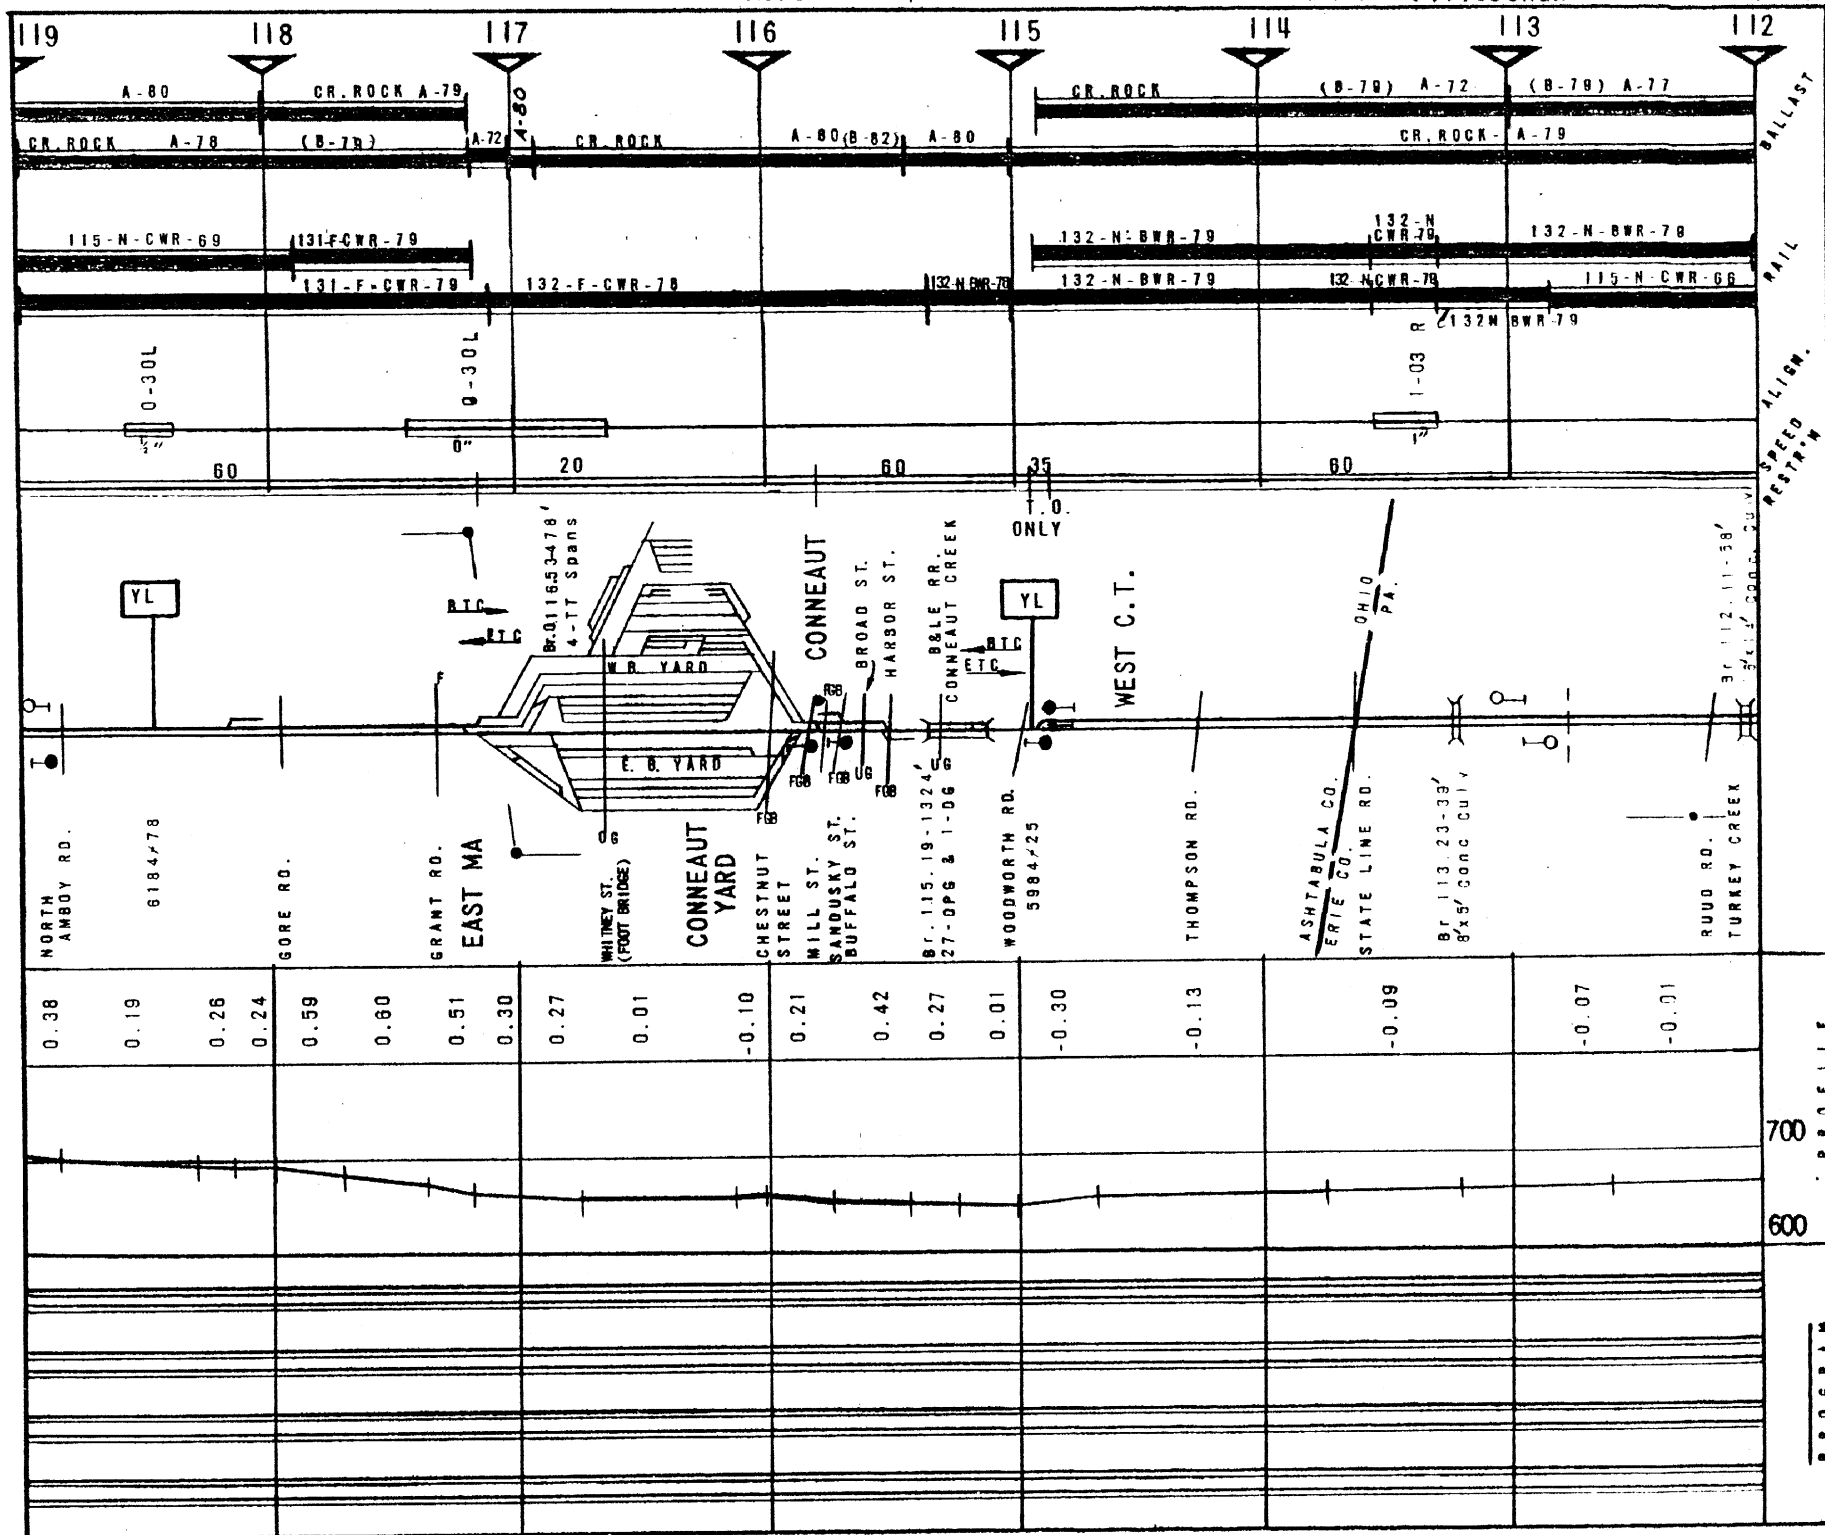 119 118 117 116 115 114 113 112
A-80 CR.ROCK A-79 A-80 CR.ROCK (B-79) A-72 (B-79) A-77
CR.ROCK A-78 (B-79) A-72 CR.ROCK A-80(B-82) A-80 CR.ROCK-A-79
BALLAST
115-N-CWR-69 131-F-CWR-79 132-N-BWR-79 132-N CWR-79 132-N-BWR-79
131-F-CWR-79 132-F-CWR-78 132-N-BWR-78 132-N-BWR-79 132-N-CWR-79 115-N-CWR-66
132N BWR-79
RAIL
0-30L 0-30L 1-03 R
½" 0" 1"
ALIGN.
60 20 60 35 60
SPEED RESTR'N
T.O.
ONLY
YL
BTC
ETC
4-TT Spans
W.B. YARD
E.B. YARD
CONNEAUT
BROAD ST.
HARBOR ST.
B&LE RR.
CONNEAUT CREEK
BTC
ETC
YL
WEST C.T.
OHIO
PA.
F
UG
FGB
FGB
FGB
FGB
UG
FGB
UG
NORTH
AMBOY RD.
6184/78
GORE RD.
GRANT RD.
EAST MA
WHITNEY ST.
(FOOT BRIDGE)
CONNEAUT
YARD
CHESTNUT
STREET
MILL ST.
SANDUSKY ST.
BUFFALO ST.
Br.115.19-1324'
27-DPG & 1-DG
WOODWORTH RD.
5984/25
THOMPSON RD.
ASHTABULA CO.
ERIE CO.
STATE LINE RD.
Br 113.23-39'
8'x5' Conc Culv
RUUD RD.
TURKEY CREEK
0.38 0.19 0.26 0.24 0.59 0.60 0.51 0.30 0.27 0.01 -0.10 0.21 0.42 0.27 0.01 -0.30 -0.13 -0.09 -0.07 -0.01
PROFILE
700
600
PROGRAM